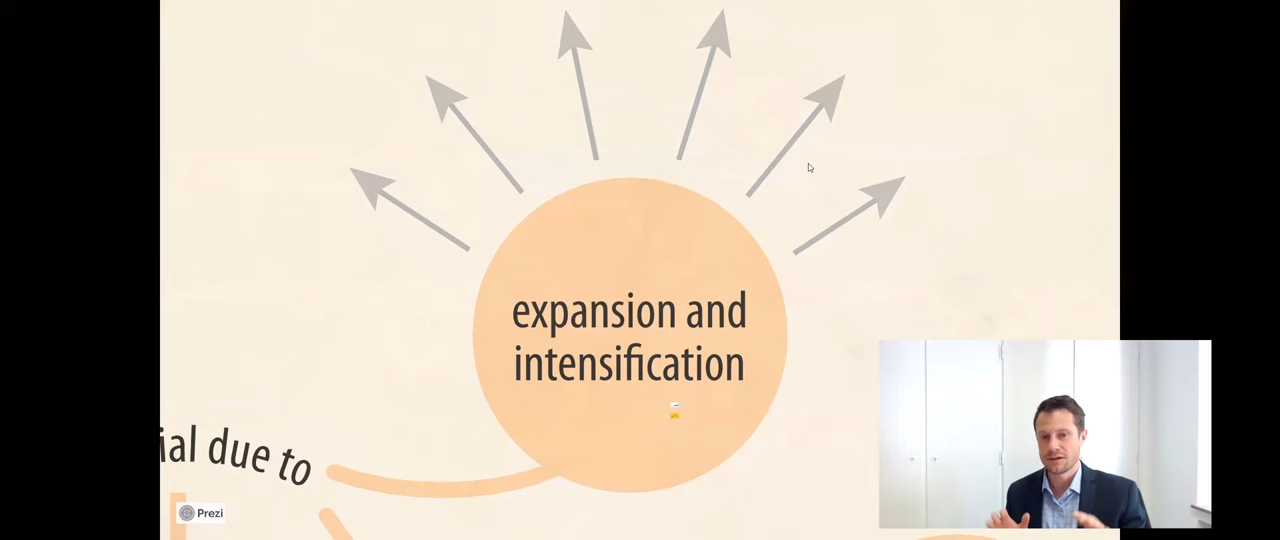 expansion and
intensification
ial due to
Prezi